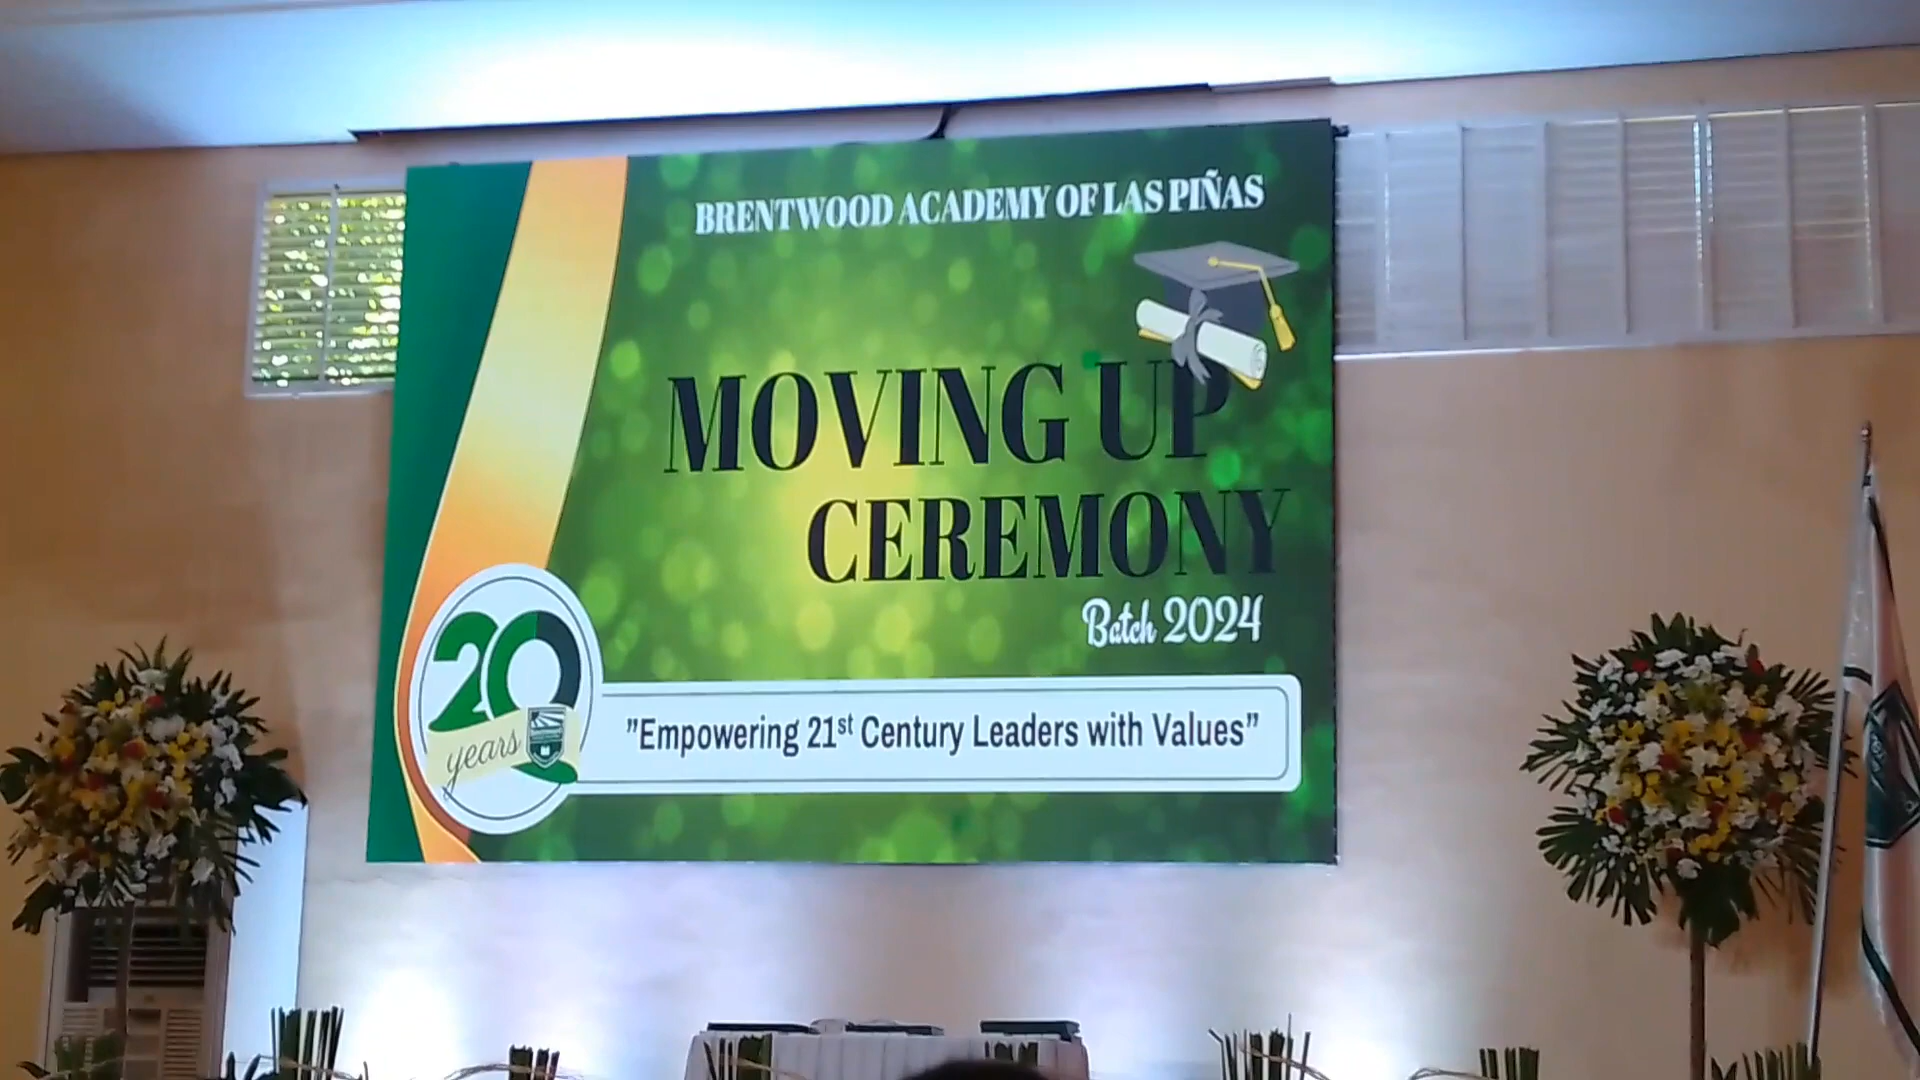 BRENTWOOD ACADEMY OF LAS PIÑAS
MOVING UP
CEREMONY
Batch 2024
20
years
"Empowering 21st Century Leaders with Values"